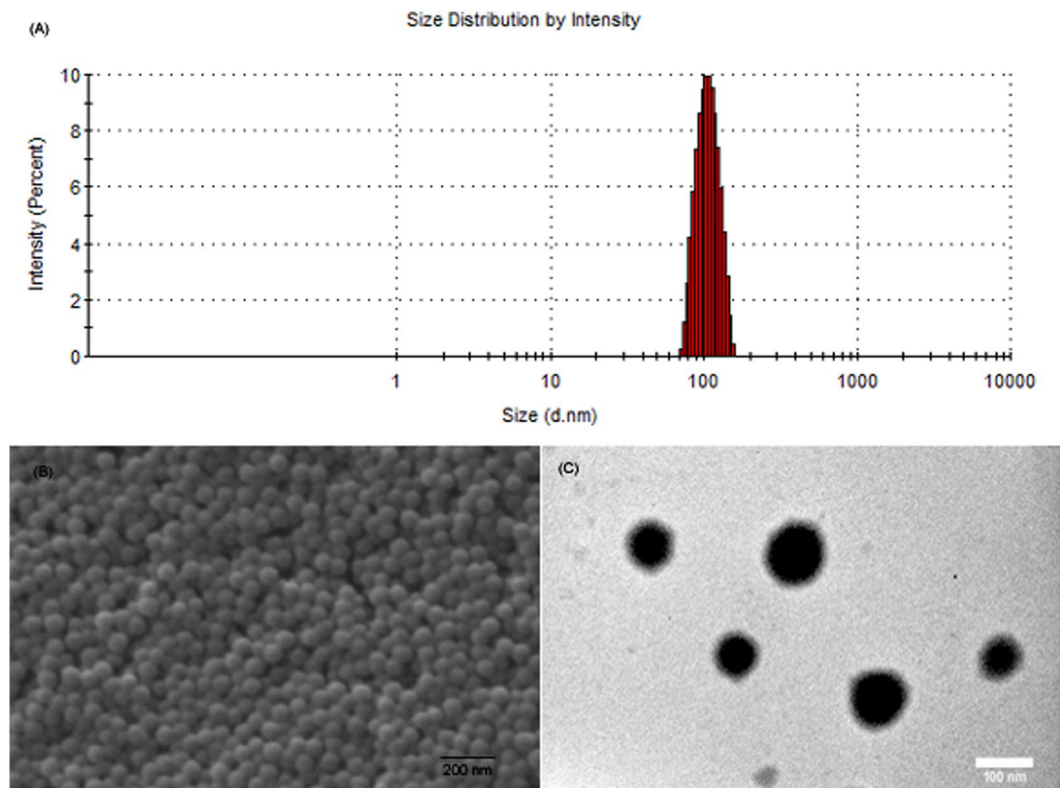 (A)
Size Distribution by Intensity
10
8
6
4
2
0
Intensity (Percent)
1 10 100 1000 10000
Size (d.nm)
(B)
200 nm
(C)
100 nm